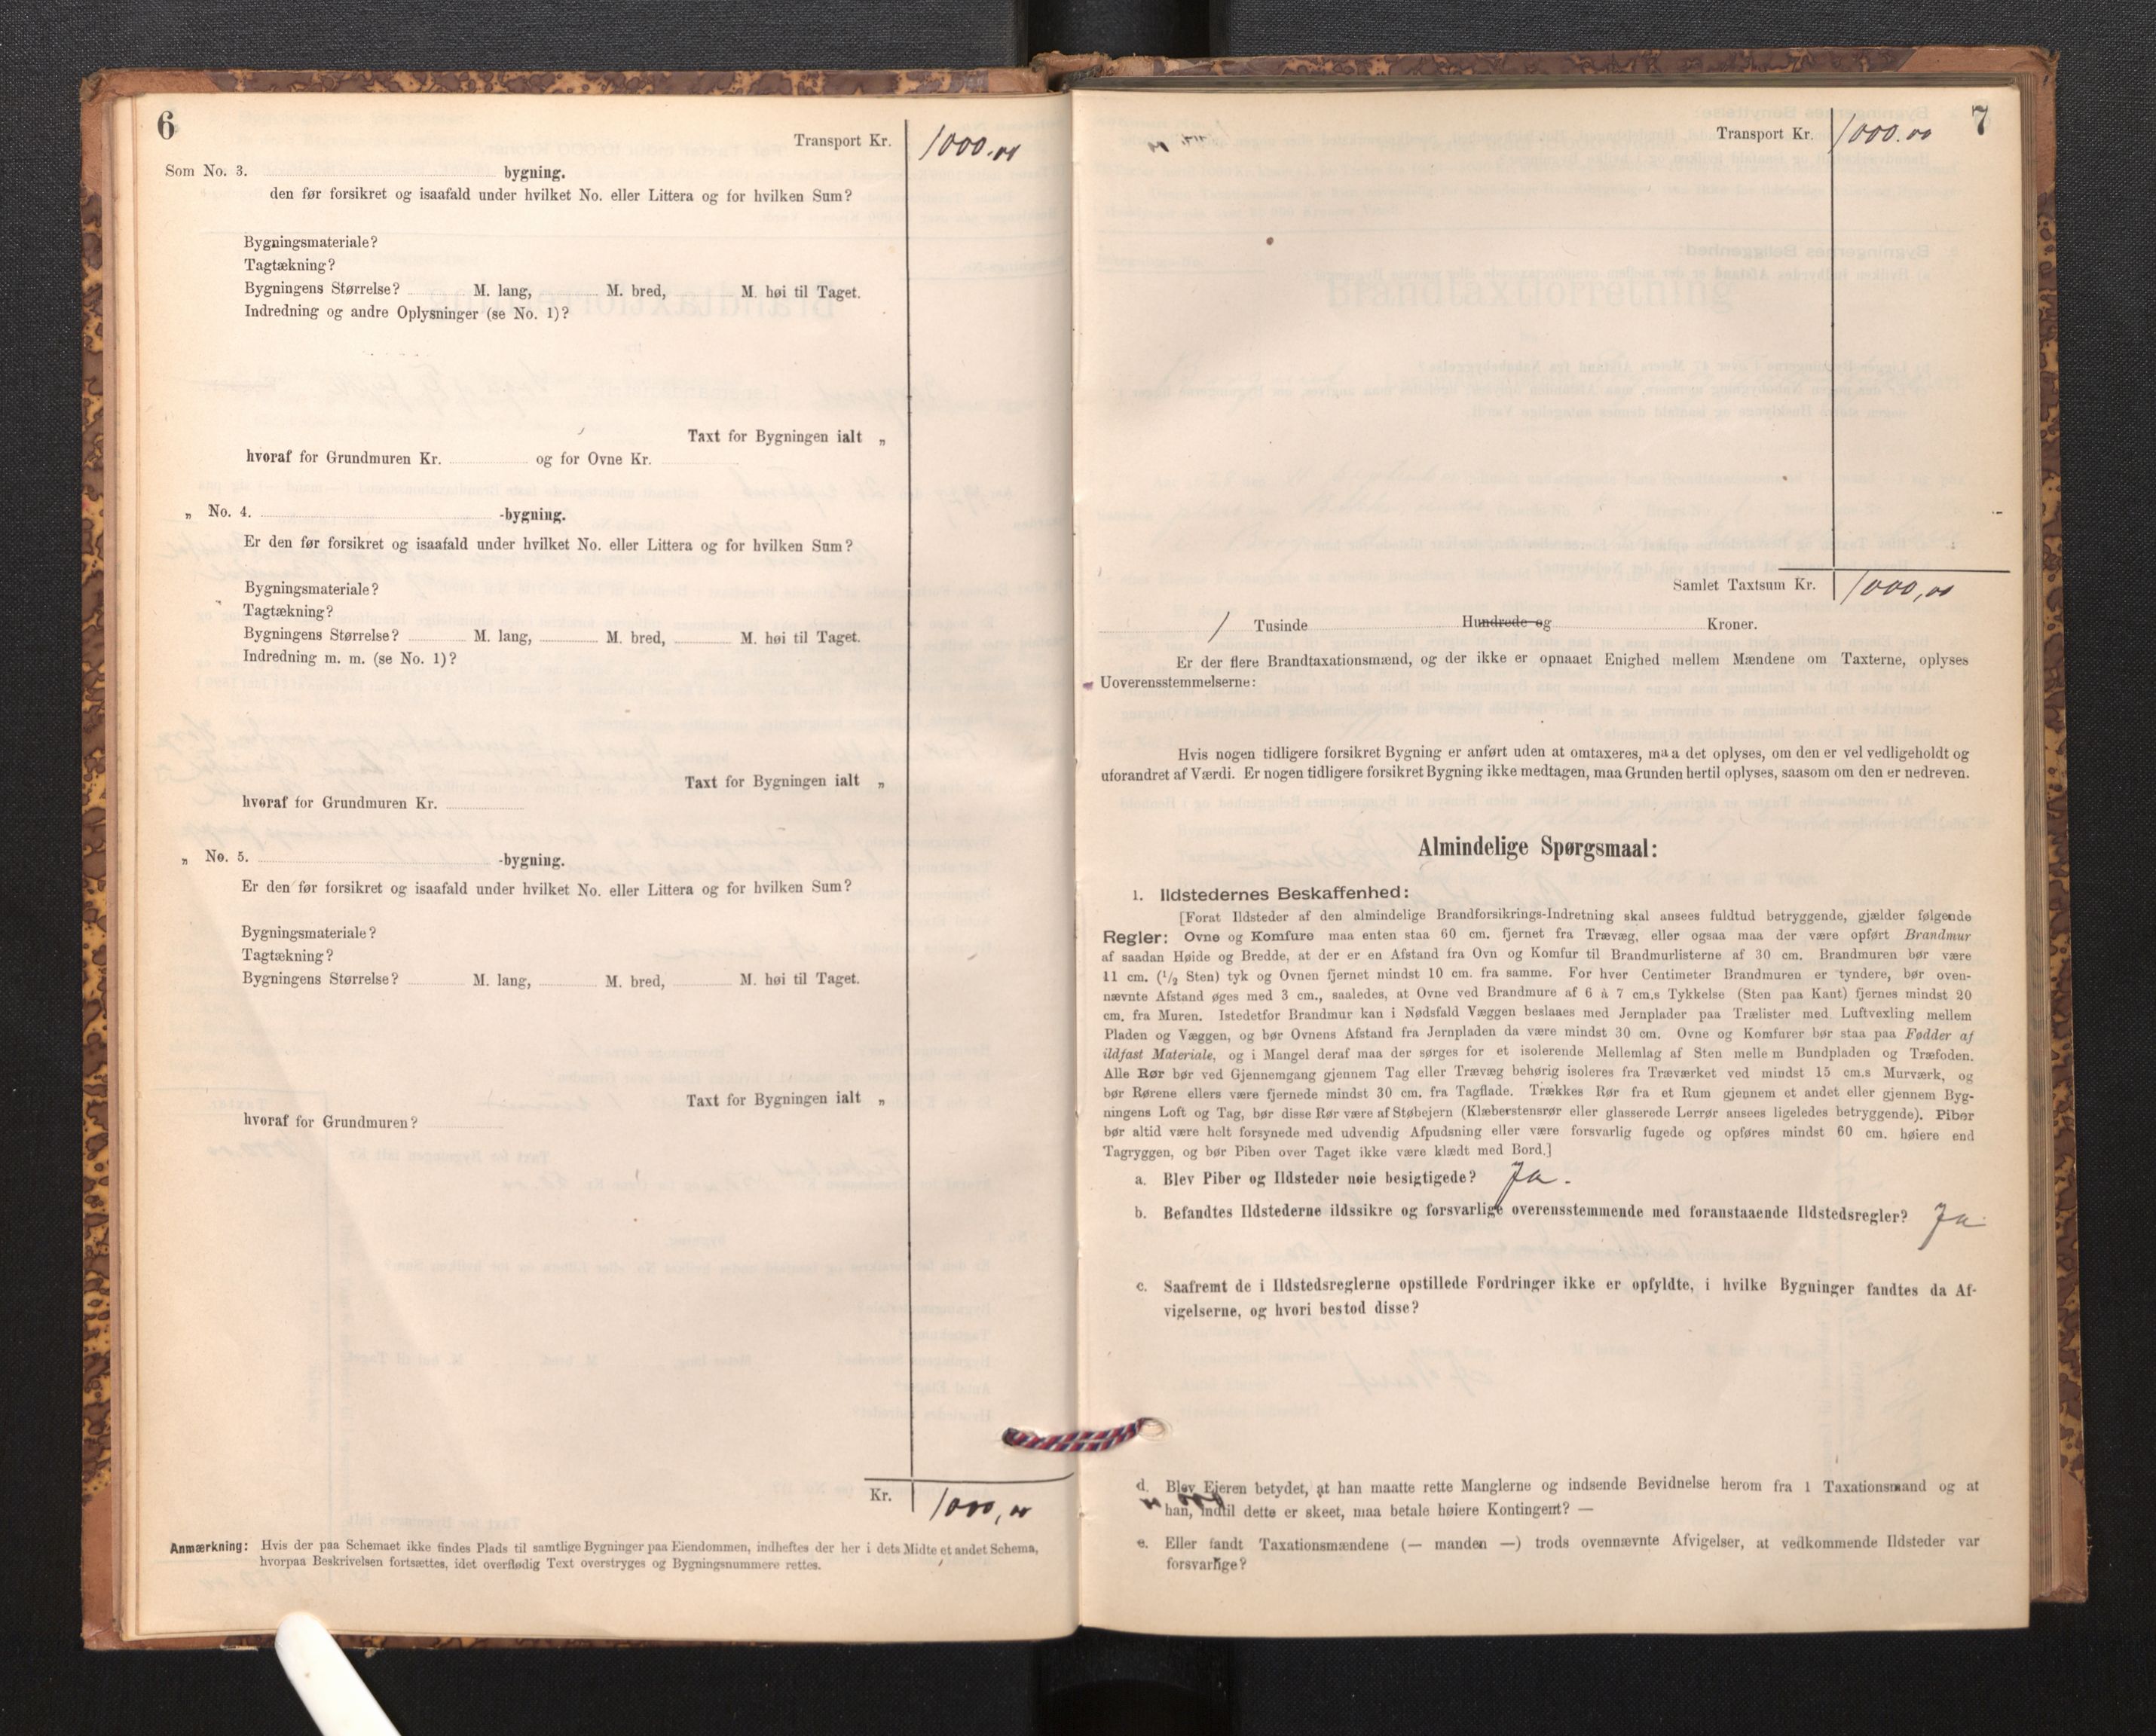 6
Transport Kr. 1000.00
Som No. 3. bygning.
den før forsikret og isaafald under hvilket No. eller Littera og for hvilken Sum?
Bygningsmateriale?
Tagtækning?
Bygningens Størrelse? M. lang, M. bred, M. høi til Taget.
Indredning og andre Oplysninger (se No. 1)?
Taxt for Bygningen ialt „
hvoraf for Grundmuren Kr. og for Ovne Kr.
„ No. 4. -bygning.
Er den før forsikret og isaafald under hvilket No. eller Littera og for hvilken Sum?
Bygningsmateriale?
Tagtækning?
Bygningens Størrelse? M. lang, M. bred, M. høi til Taget.
Indredning m. m. (se No. 1)?
Taxt for Bygningen ialt „
hvoraf for Grundmuren Kr.
„ No. 5. -bygning.
Er den før forsikret og isaafald under hvilket No. eller Littera og for hvilken Sum?
Bygningsmateriale?
Tagtækning?
Bygningens Størrelse? M. lang, M. bred, M. høi til Taget.
Taxt for Bygningen ialt „
hvoraf for Grundmuren?
Kr. 1000,00
Anmærkning: Hvis der paa Schemaet ikke findes Plads til samtlige Bygninger paa Eiendommen, indheftes der her i dets Midte et andet Schema,
hvorpaa Beskrivelsen fortsættes, idet overflødig Text overstryges og Bygningsnummere rettes.
7
Transport Kr. 1000.00
Samlet Taxtsum Kr. 1000,00
1 Tusinde Hundrede og Kroner.
Er der flere Brandtaxationsmænd, og der ikke er opnaaet Enighed mellem Mændene om Taxterne, oplyses
Uoverensstemmelserne:
Hvis nogen tidligere forsikret Bygning er anført uden at omtaxeres, maa det oplyses, om den er vel vedligeholdt og
uforandret af Værdi. Er nogen tidligere forsikret Bygning ikke medtagen, maa Grunden hertil oplyses, saasom om den er nedreven.
Almindelige Spørgsmaal:
1. Ildstedernes Beskaffenhed:
[Forat Ildsteder af den almindelige Brandforsikrings-Indretning skal ansees fuldtud betryggende, gjælder følgende
Regler: Ovne og Komfure maa enten staa 60 cm. fjernet fra Trævæg, eller ogsaa maa der være opført Brandmur
af saadan Høide og Bredde, at der er en Afstand fra Ovn og Komfur til Brandmurlisterne af 30 cm. Brandmuren bør være
11 cm. (1/2 Sten) tyk og Ovnen fjernet mindst 10 cm. fra samme. For hver Centimeter Brandmuren er tyndere, bør oven-
nævnte Afstand øges med 3 cm., saaledes, at Ovne ved Brandmure af 6 à 7 cm.s Tykkelse (Sten paa Kant) fjernes mindst 20
cm. fra Muren. Istedetfor Brandmur kan i Nødsfald Væggen beslaaes med Jernplader paa Trælister med Luftvexling mellem
Pladen og Væggen, og bør Ovnens Afstand fra Jernpladen da være mindst 30 cm. Ovne og Komfurer bør staa paa Fødder af
ildfast Materiale, og i Mangel deraf maa der sørges for et isolerende Mellemlag af Sten mellem Bundpladen og Træfoden.
Alle Rør bør ved Gjennemgang gjennem Tag eller Trævæg behørig isoleres fra Træværket ved mindst 15 cm.s Murværk, og
bør Rørene ellers være fjernede mindst 30 cm. fra Tagflade. Trækkes Rør fra et Rum gjennem et andet eller gjennem Byg-
ningens Loft og Tag, bør disse Rør være af Støbejern (Klæberstensrør eller glasserede Lerrør ansees ligeledes betryggende). Piber
bør altid være helt forsynede med udvendig Afpudsning eller være forsvarlig fugede og opføres mindst 60 cm. høiere end
Tagryggen, og bør Piben over Taget ikke være klædt med Bord.]
a. Blev Piber og Ildsteder nøie besigtigede? Ja.
b. Befandtes Ildstederne ildssikre og forsvarlige overensstemmende med foranstaaende Ildstedsregler? Ja
c. Saafremt de i Ildstedsreglerne opstillede Fordringer ikke er opfyldte, i hvilke Bygninger fandtes da Af-
vigelserne, og hvori bestod disse?
d. Blev Ejeren betydet, at han maatte rette Manglerne og indsende Bevidnelse herom fra 1 Taxationsmand og at
han, indtil dette er skeet, maa betale høiere Kontingent? —
e. Eller fandt Taxationsmændene (— manden —) trods ovennævnte Afvigelser, at vedkommende Ildsteder var
forsvarlige?